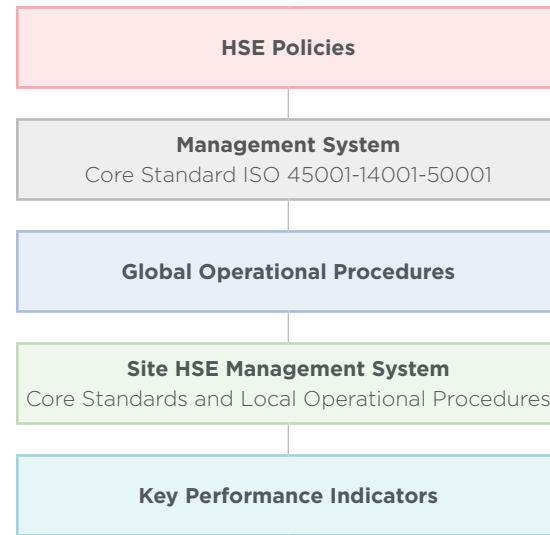 HSE Policies
Management System
Core Standard ISO 45001-14001-50001
Global Operational Procedures
Site HSE Management System
Core Standards and Local Operational Procedures
Key Performance Indicators